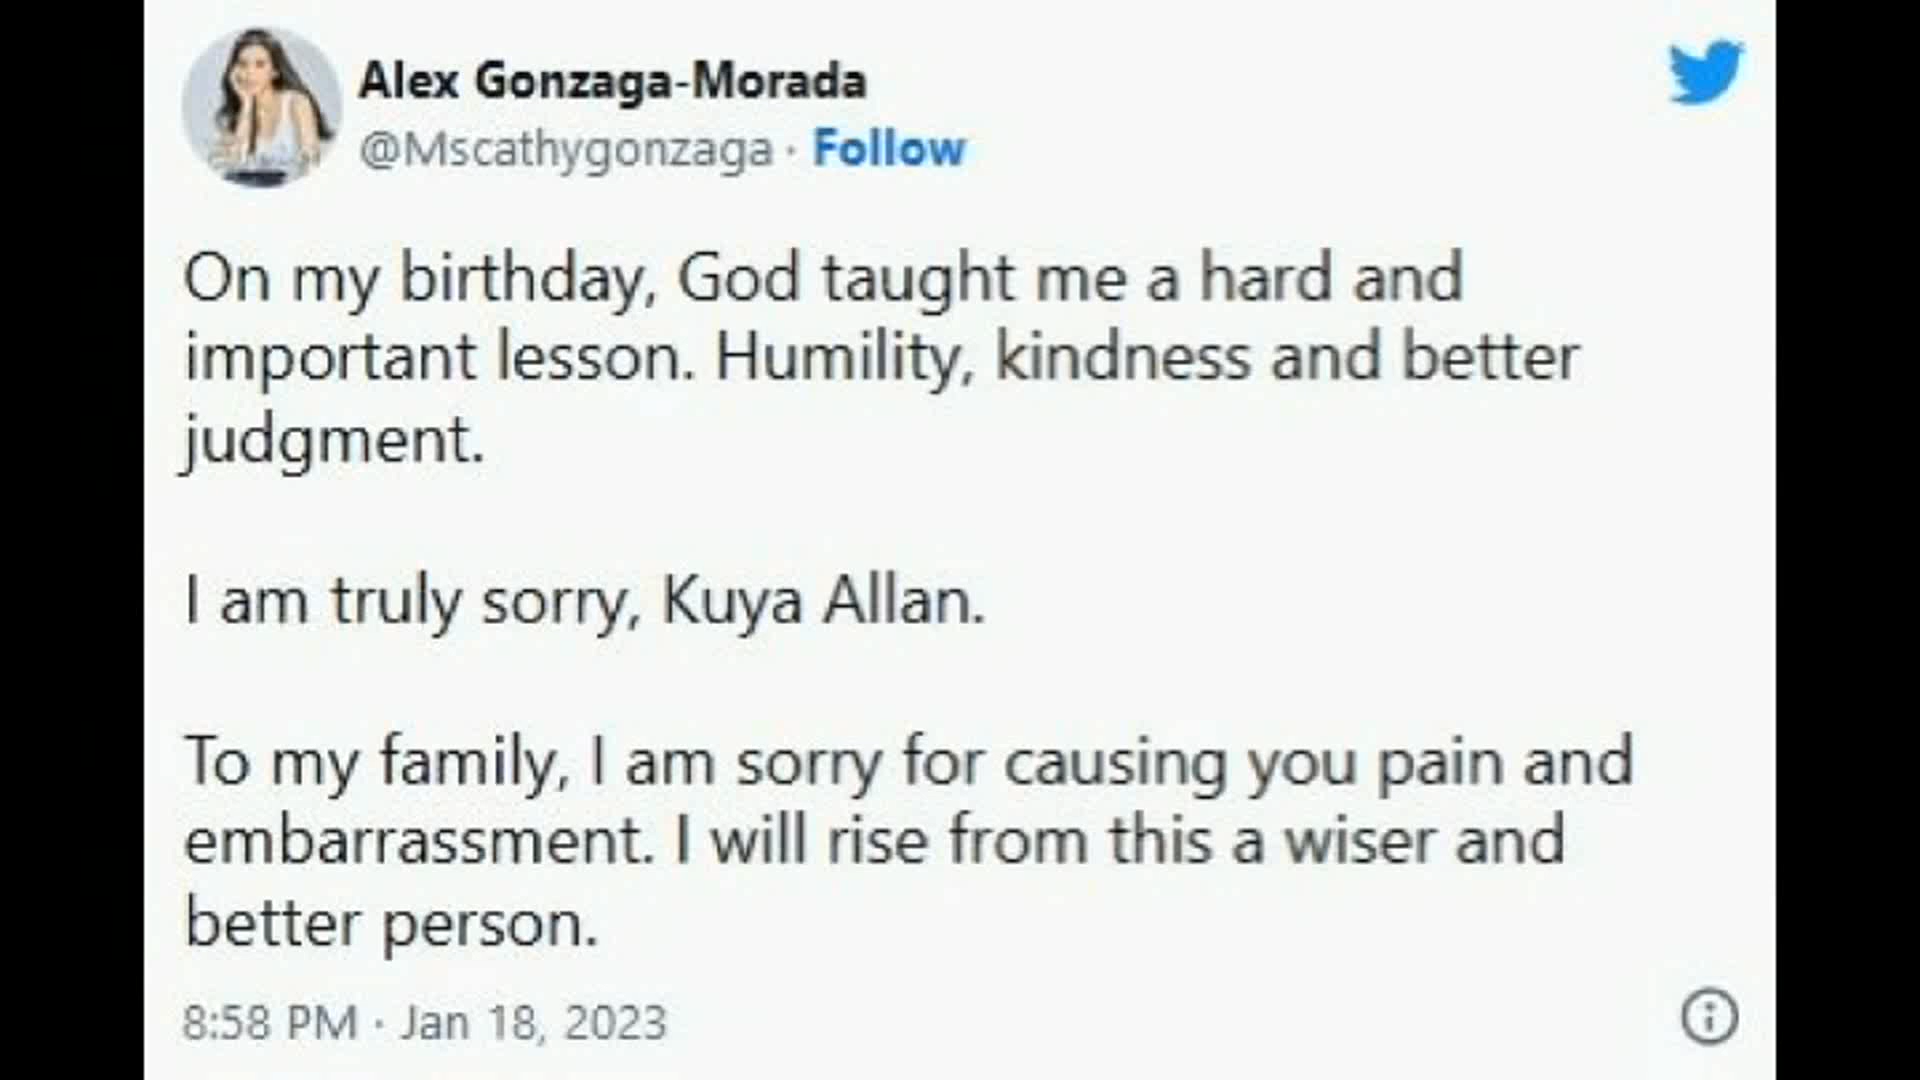 Alex Gonzaga-Morada
@Mscathygonzaga · Follow
On my birthday, God taught me a hard and
important lesson. Humility, kindness and better
judgment.
I am truly sorry, Kuya Allan.
To my family, I am sorry for causing you pain and
embarrassment. I will rise from this a wiser and
better person.
8:58 PM · Jan 18, 2023